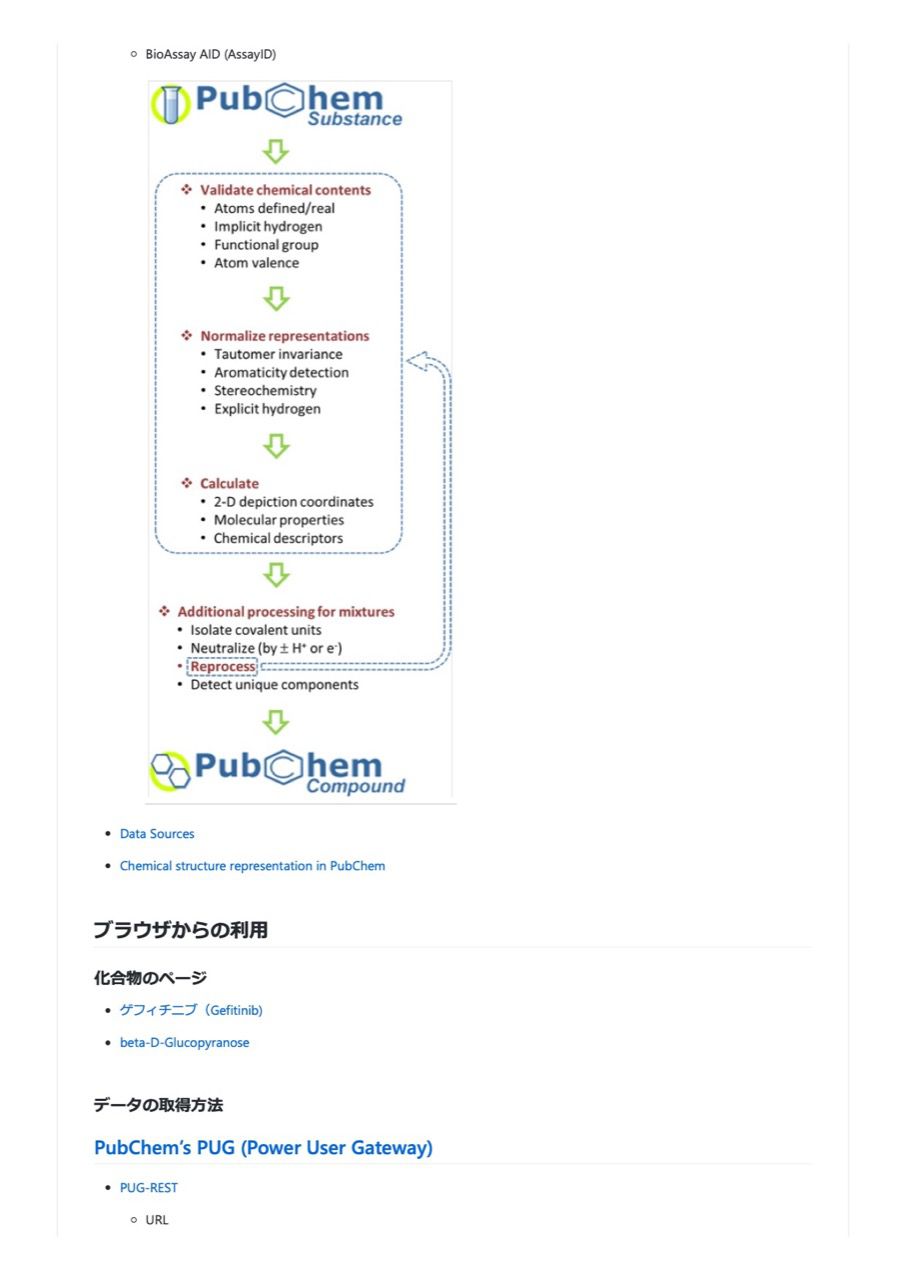 BioAssay AID (AssayID)
PubChem
Substance
Validate chemical contents
• Atoms defined/real
• Implicit hydrogen
• Functional group
• Atom valence
Normalize representations
• Tautomer invariance
• Aromaticity detection
• Stereochemistry
• Explicit hydrogen
Calculate
• 2-D depiction coordinates
• Molecular properties
• Chemical descriptors
Additional processing for mixtures
• Isolate covalent units
• Neutralize (by ± H⁺ or e⁻)
• Reprocess
• Detect unique components
PubChem
Compound
• Data Sources
• Chemical structure representation in PubChem
ブラウザからの利用
化合物のページ
• ゲフィチニブ（Gefitinib)
• beta-D-Glucopyranose
データの取得方法
PubChem’s PUG (Power User Gateway)
• PUG-REST
URL